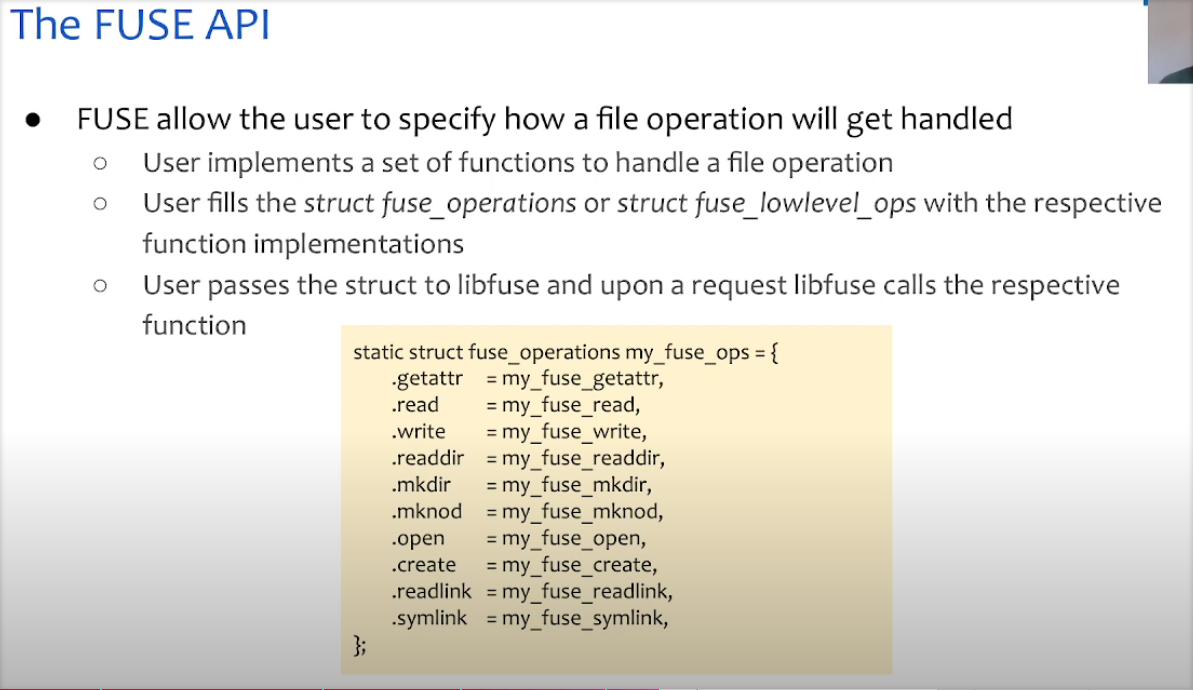 The FUSE API
● FUSE allow the user to specify how a file operation will get handled
○ User implements a set of functions to handle a file operation
○ User fills the struct fuse_operations or struct fuse_lowlevel_ops with the respective
function implementations
○ User passes the struct to libfuse and upon a request libfuse calls the respective
function
static struct fuse_operations my_fuse_ops = {
.getattr = my_fuse_getattr,
.read = my_fuse_read,
.write = my_fuse_write,
.readdir = my_fuse_readdir,
.mkdir = my_fuse_mkdir,
.mknod = my_fuse_mknod,
.open = my_fuse_open,
.create = my_fuse_create,
.readlink = my_fuse_readlink,
.symlink = my_fuse_symlink,
};